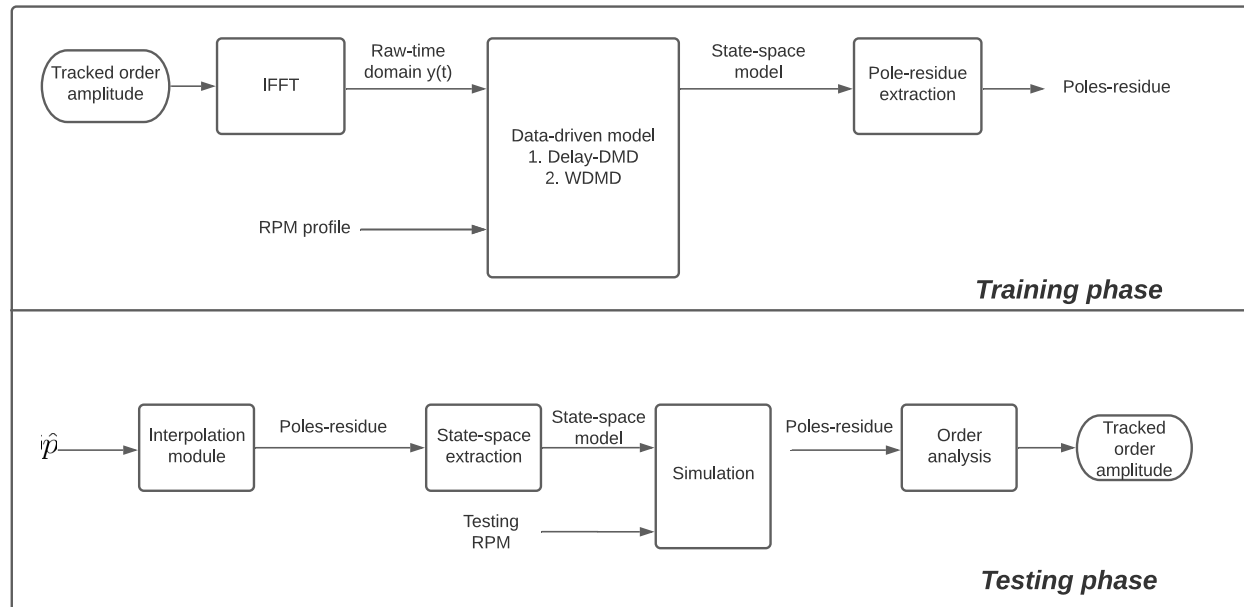 Tracked order
amplitude
IFFT
Raw-time
domain y(t)
RPM profile
Data-driven model
1. Delay-DMD
2. WDMD
State-space
model
Pole-residue
extraction
Poles-residue
Training phase
p̂
Interpolation
module
Poles-residue
State-space
extraction
State-space
model
Testing
RPM
Simulation
Poles-residue
Order
analysis
Tracked
order
amplitude
Testing phase